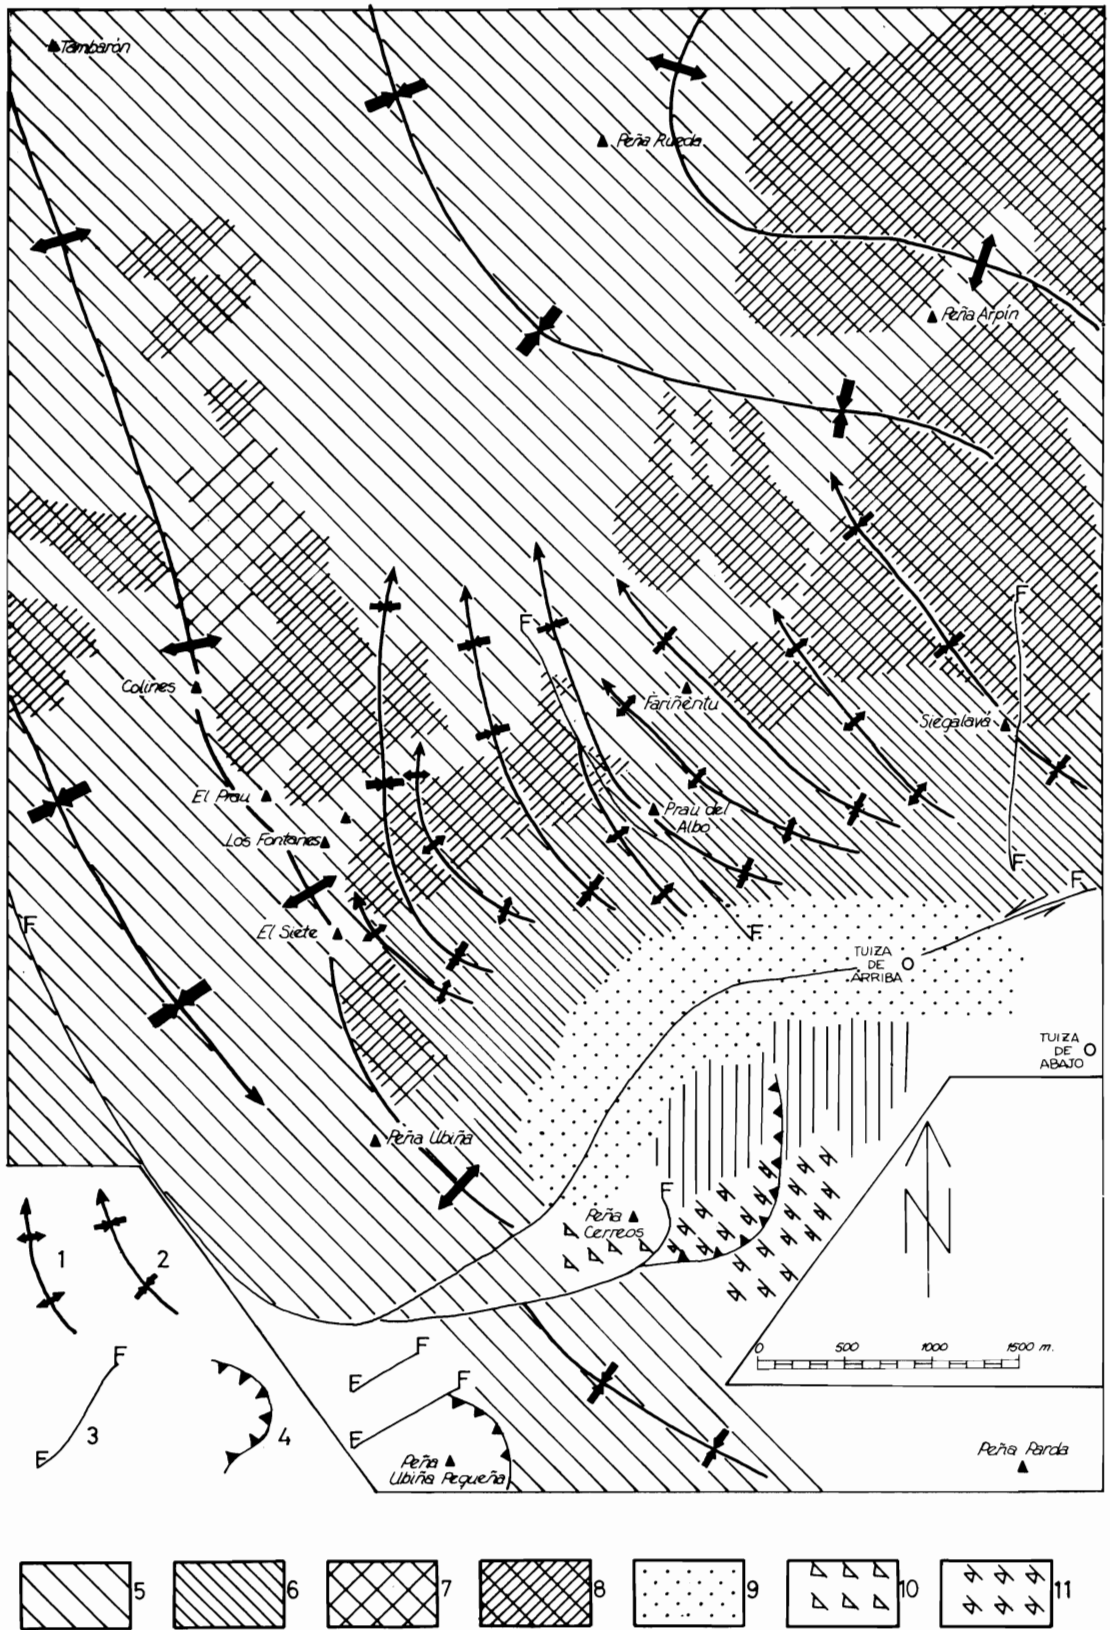 Tambarón
Peña Rueda
Peña Arpín
F
F
Colines
Fariñentu
Siegalavá
El Prau
Prau del
Albo
Los Fontanes
F
F
F
El Siete
F
TUIZA
DE
ARRIBA
TUIZA
DE
ABAJO
Peña Ubiña
F
Peña
Cerreos
N
1
2
0
500
1000
1500 m.
F
F
3
4
F
F
F
F
Peña
Ubiña Pequeña
Peña Parda
5
6
7
8
9
10
11